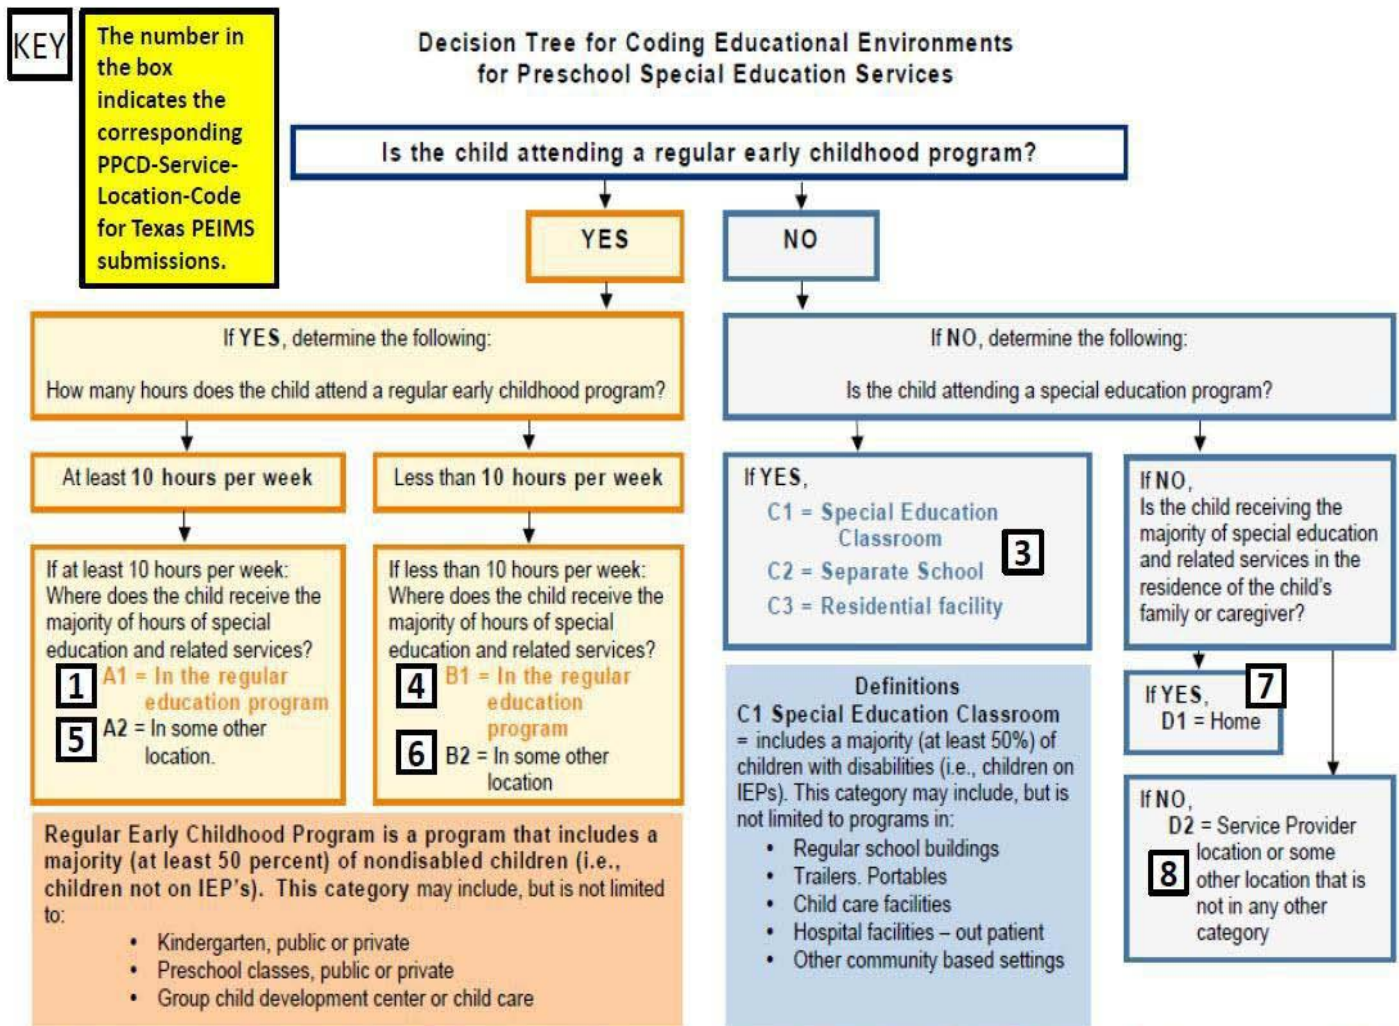 KEY
The number in
the box
indicates the
corresponding
PPCD-Service-
Location-Code
for Texas PEIMS
submissions.
Decision Tree for Coding Educational Environments
for Preschool Special Education Services
Is the child attending a regular early childhood program?
YES
NO
If YES, determine the following:
How many hours does the child attend a regular early childhood program?
At least 10 hours per week
Less than 10 hours per week
If at least 10 hours per week:
Where does the child receive the
majority of hours of special
education and related services?
1 A1 = In the regular
education program
5 A2 = In some other
location.
If less than 10 hours per week:
Where does the child receive the
majority of hours of special
education and related services?
4 B1 = In the regular
education
program
6 B2 = In some other
location
Regular Early Childhood Program is a program that includes a
majority (at least 50 percent) of nondisabled children (i.e.,
children not on IEP's). This category may include, but is not limited
to:
• Kindergarten, public or private
• Preschool classes, public or private
• Group child development center or child care
If NO, determine the following:
Is the child attending a special education program?
If YES,
C1 = Special Education
Classroom
3
C2 = Separate School
C3 = Residential facility
Definitions
C1 Special Education Classroom
= includes a majority (at least 50%) of
children with disabilities (i.e., children on
IEPs). This category may include, but is
not limited to programs in:
• Regular school buildings
• Trailers. Portables
• Child care facilities
• Hospital facilities – out patient
• Other community based settings
If NO,
Is the child receiving the
majority of special education
and related services in the
residence of the child's
family or caregiver?
If YES, 7
D1 = Home
If NO,
D2 = Service Provider
location or some
8 other location that is
not in any other
category